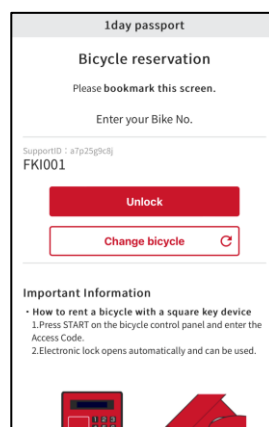 1day passport
Bicycle reservation
Please bookmark this screen.
Enter your Bike No.
SupportID：a7p25g9c8j
FKI001
Unlock
Change bicycle
Important Information
・How to rent a bicycle with a square key device
1.Press START on the bicycle control panel and enter the
Access Code.
2.Electronic lock opens automatically and can be used.